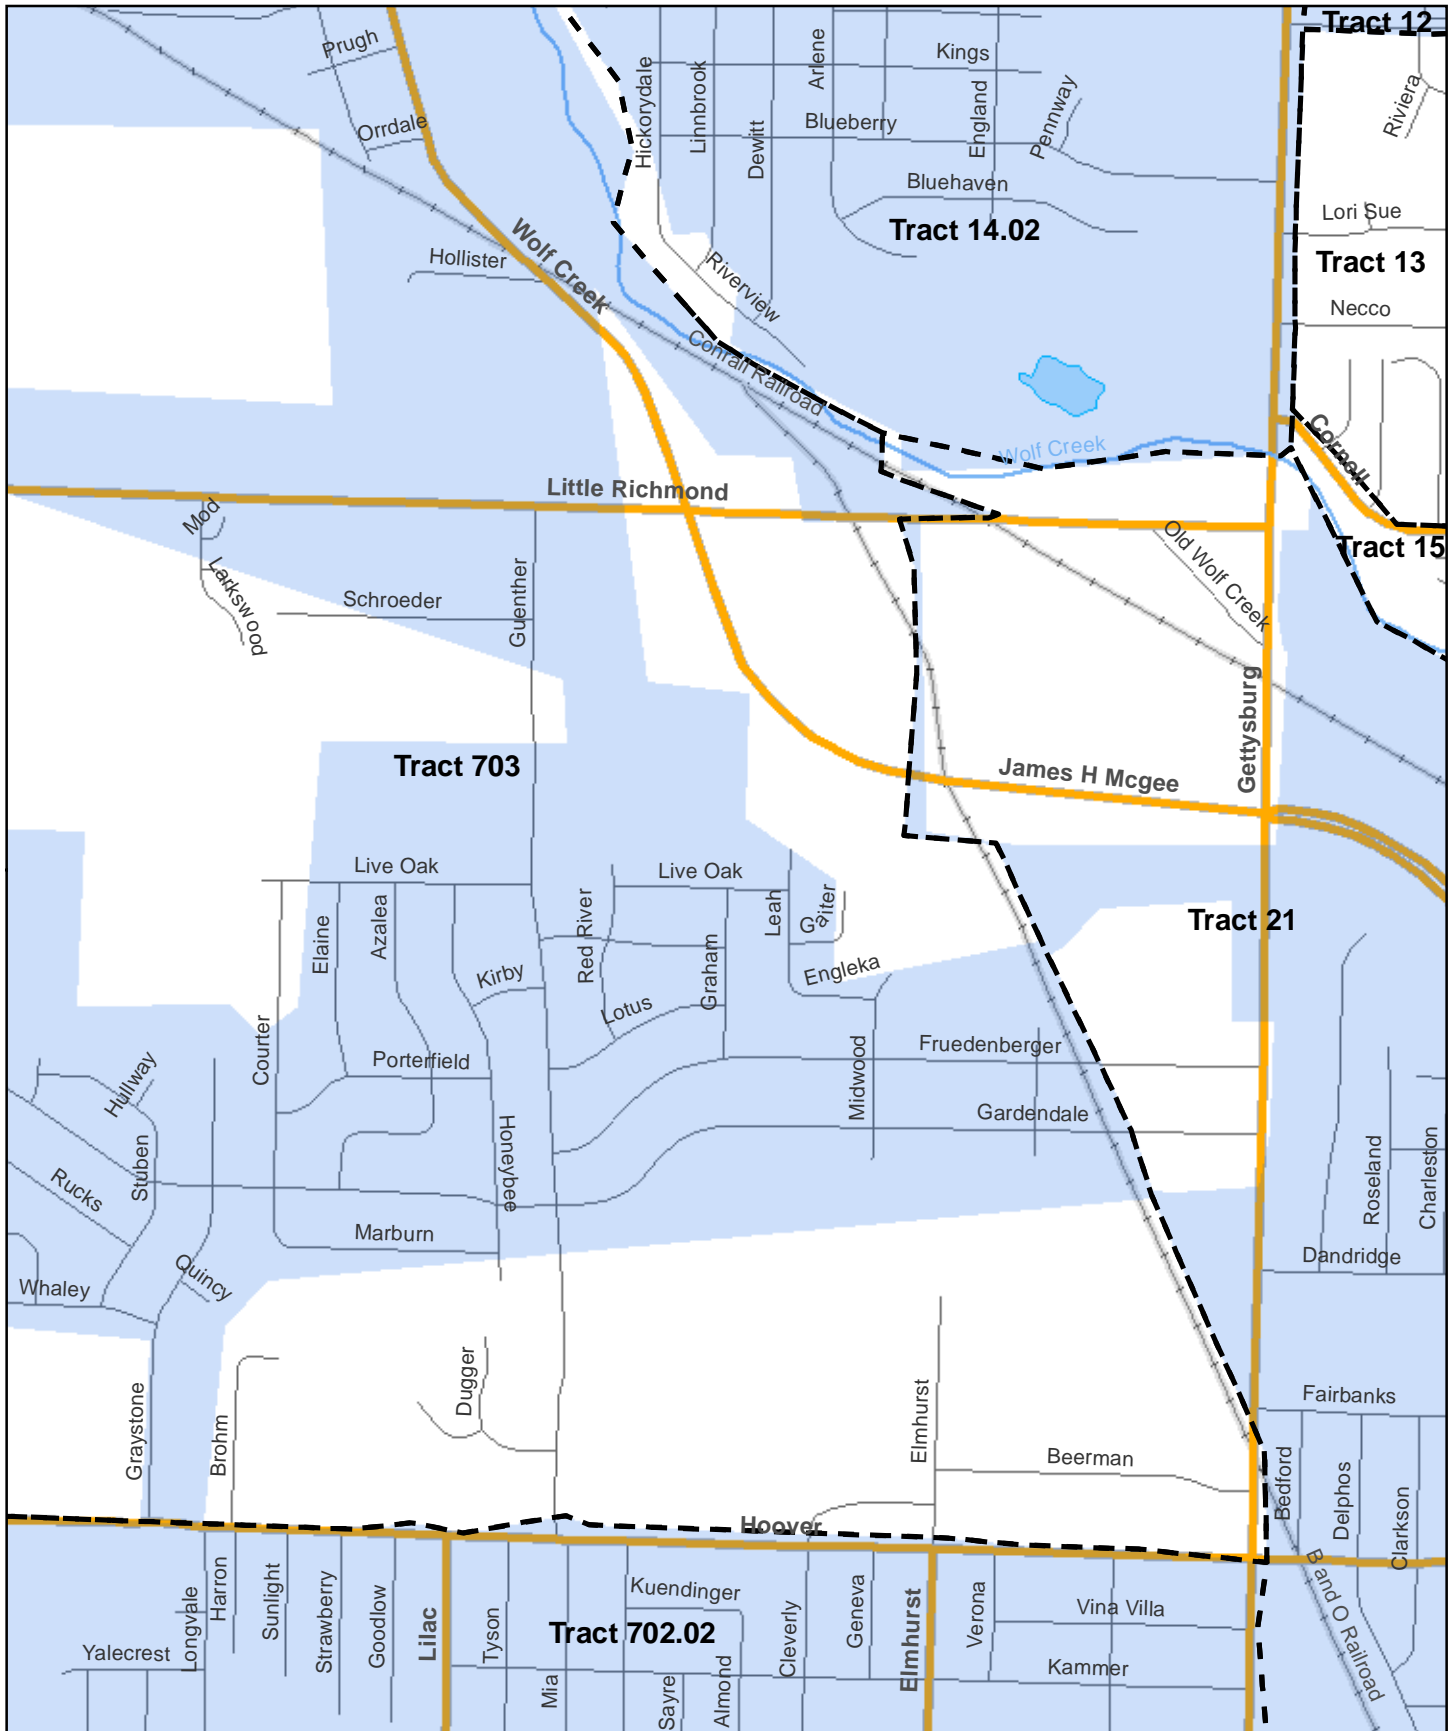 Tract 12
Prugh
Arlene
Kings
Hickorydale
Linnbrook
Riviera
Orrdale
Dewitt
Blueberry
England
Pennway
Bluehaven
Lori Sue
Tract 14.02
Wolf Creek
Hollister
Riverview
Tract 13
Necco
Conrail Railroad
Cornell
Wolf Creek
Little Richmond
Mod
Old Wolf Creek
Tract 15
Larkswood
Schroeder
Guenther
Gettysburg
Tract 703
James H Mcgee
Live Oak
Live Oak
Elaine
Azalea
Red River
Leah
Gaiter
Tract 21
Kirby
Graham
Engleka
Lotus
Courter
Porterfield
Fruedenberger
Hullway
Midwood
Gardendale
Stuben
Honeybee
Roseland
Charleston
Rucks
Marburn
Quincy
Whaley
Dandridge
Dugger
Fairbanks
Graystone
Brohm
Elmhurst
Beerman
Bedford
Delphos
Clarkson
Hoover
Longvale
Harron
Sunlight
Strawberry
Goodlow
Lilac
Tyson
Kuendinger
Cleverly
Geneva
Elmhurst
Verona
Vina Villa
B and O Railroad
Tract 702.02
Yalecrest
Mia
Sayre
Almond
Kammer